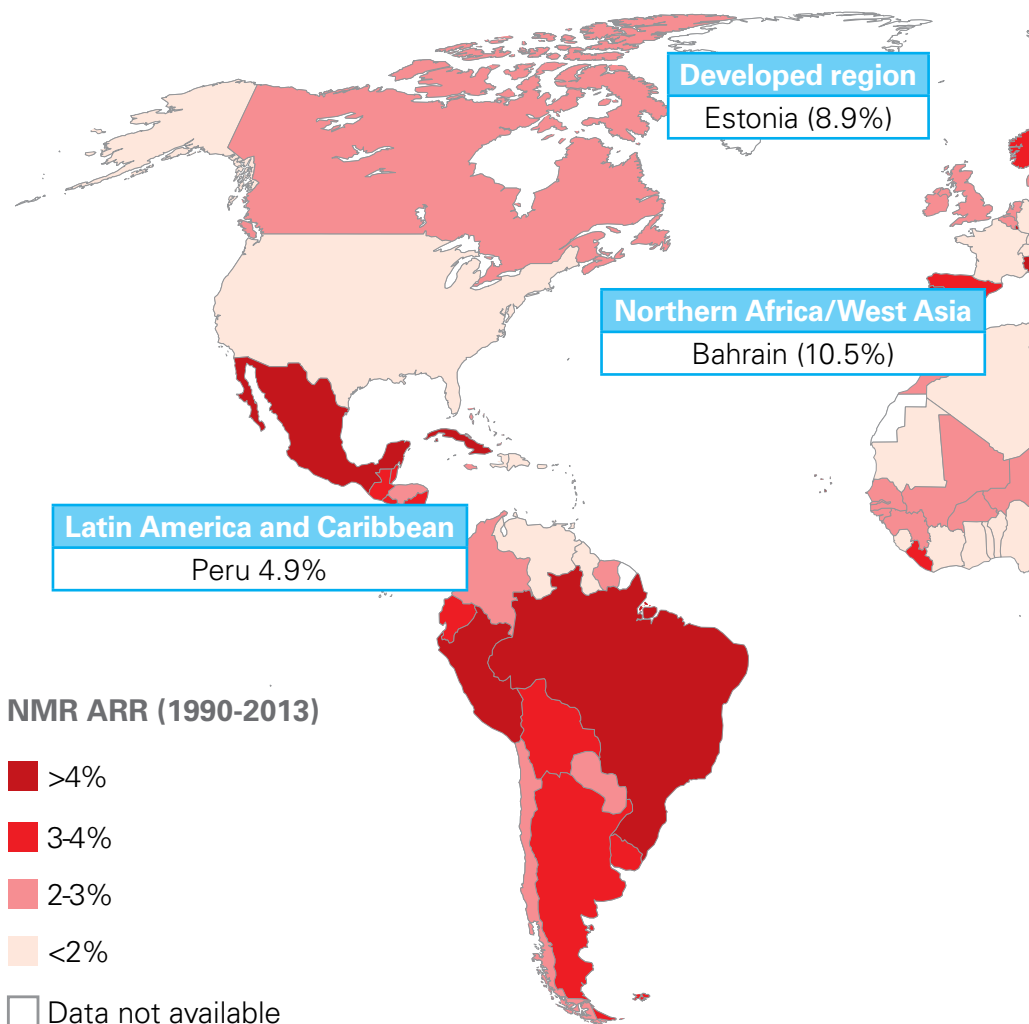 Developed region
Estonia (8.9%)
Northern Africa/West Asia
Bahrain (10.5%)
Latin America and Caribbean
Peru 4.9%
NMR ARR (1990-2013)
>4%
3-4%
2-3%
<2%
Data not available